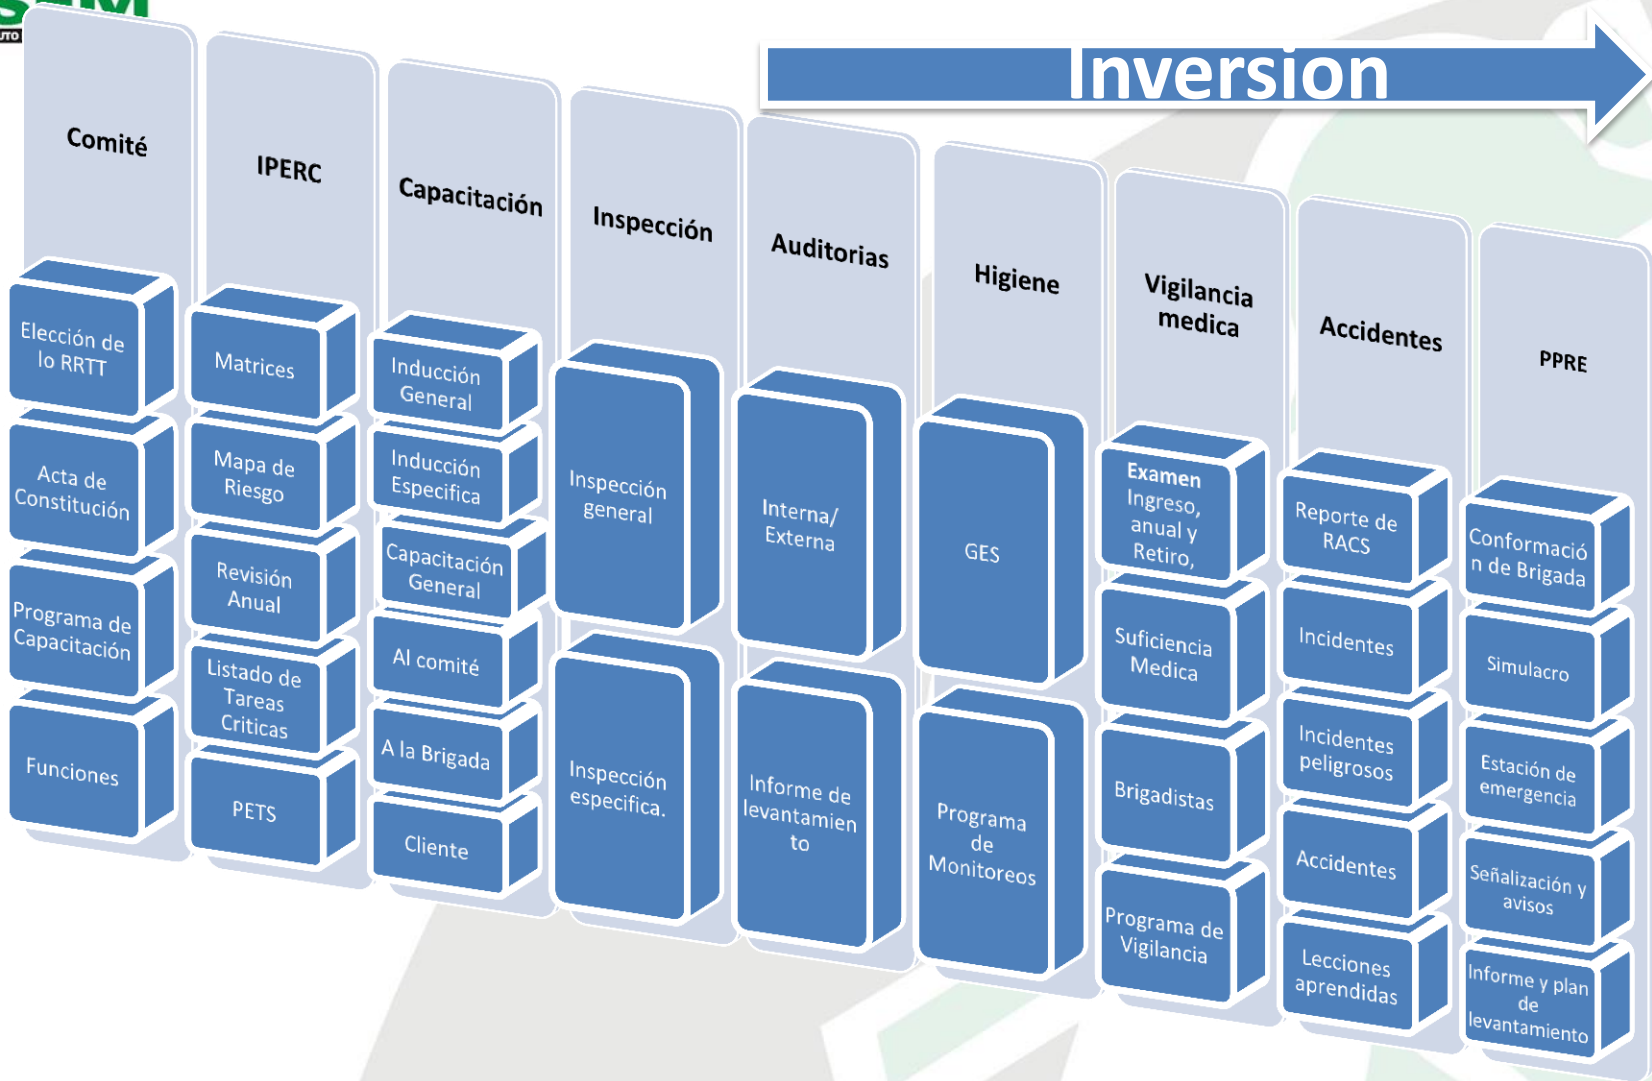 Inversion
Comité
Elección de
lo RRTT
Acta de
Constitución
Programa de
Capacitación
Funciones
IPERC
Matrices
Mapa de
Riesgo
Revisión
Anual
Listado de
Tareas
Criticas
PETS
Capacitación
Inducción
General
Inducción
Especifica
Capacitación
General
Al comité
A la Brigada
Cliente
Inspección
Inspección
general
Inspección
especifica.
Auditorias
Interna/
Externa
Informe de
levantamien
to
Higiene
GES
Programa
de
Monitoreos
Vigilancia
medica
Examen
Ingreso,
anual y
Retiro,
Suficiencia
Medica
Brigadistas
Programa de
Vigilancia
Accidentes
Reporte de
RACS
Incidentes
Incidentes
peligrosos
Accidentes
Lecciones
aprendidas
PPRE
Conformació
n de Brigada
Simulacro
Estación de
emergencia
Señalización y
avisos
Informe y plan
de
levantamiento